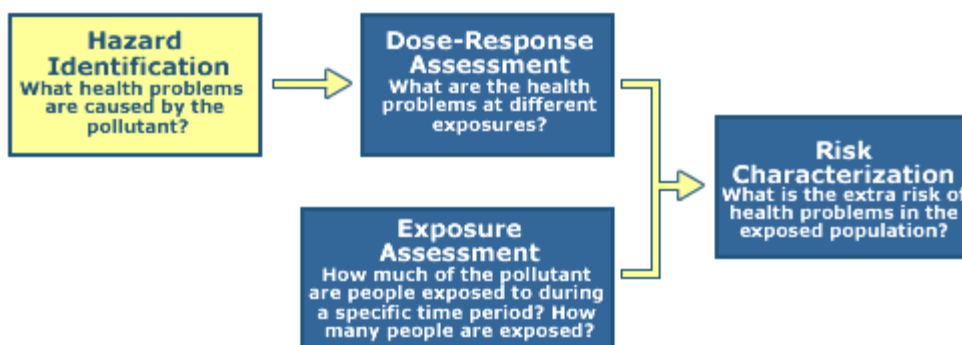 Hazard
Identification
What health problems
are caused by the
pollutant?
Dose-Response
Assessment
What are the health
problems at different
exposures?
Exposure
Assessment
How much of the pollutant
are people exposed to during
a specific time period? How
many people are exposed?
Risk
Characterization
What is the extra risk of
health problems in the
exposed population?